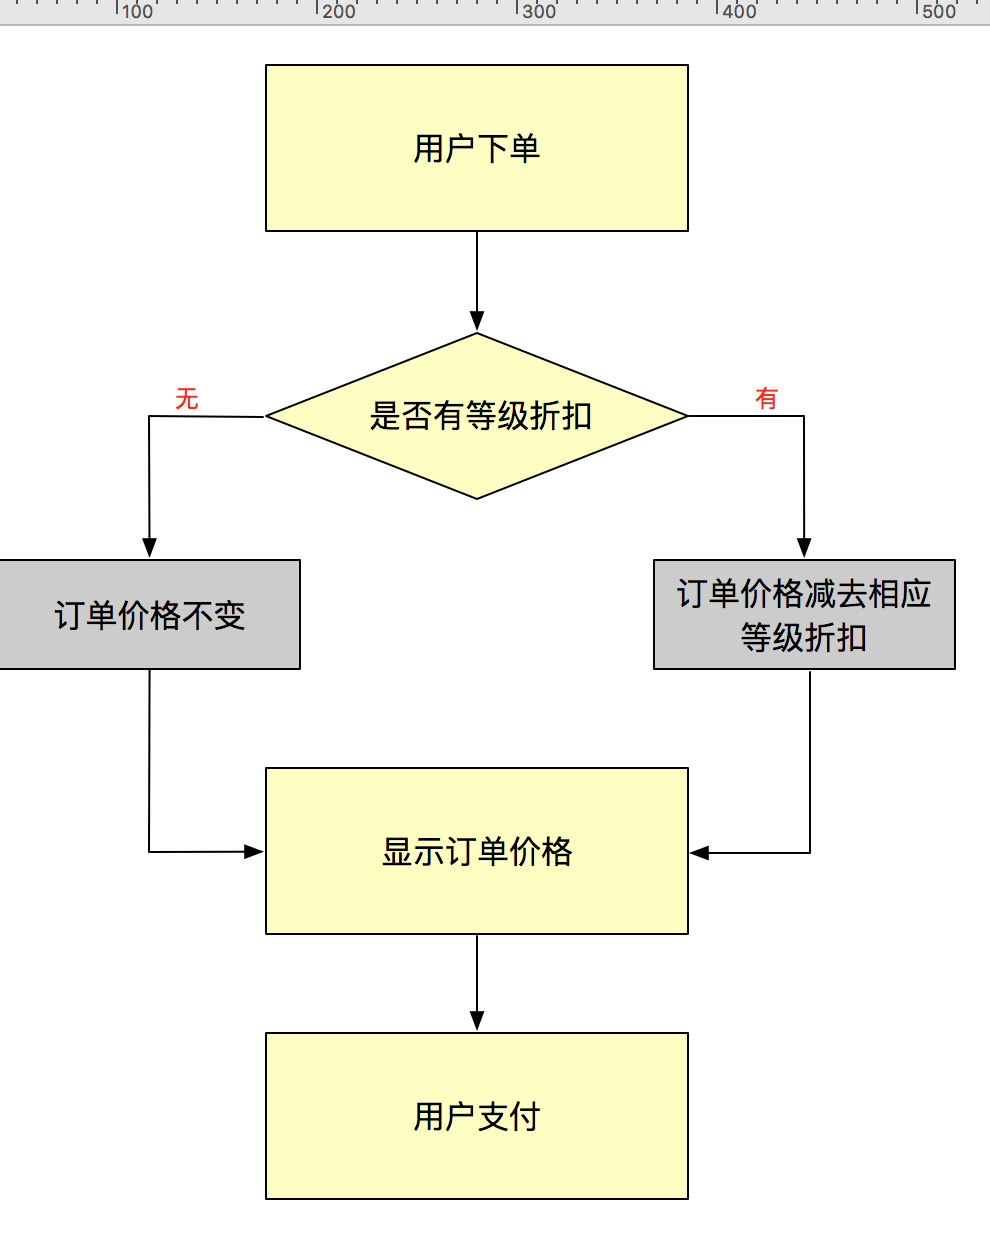 100 200 300 400 500
用户下单
是否有等级折扣
无
有
订单价格不变
订单价格减去相应
等级折扣
显示订单价格
用户支付